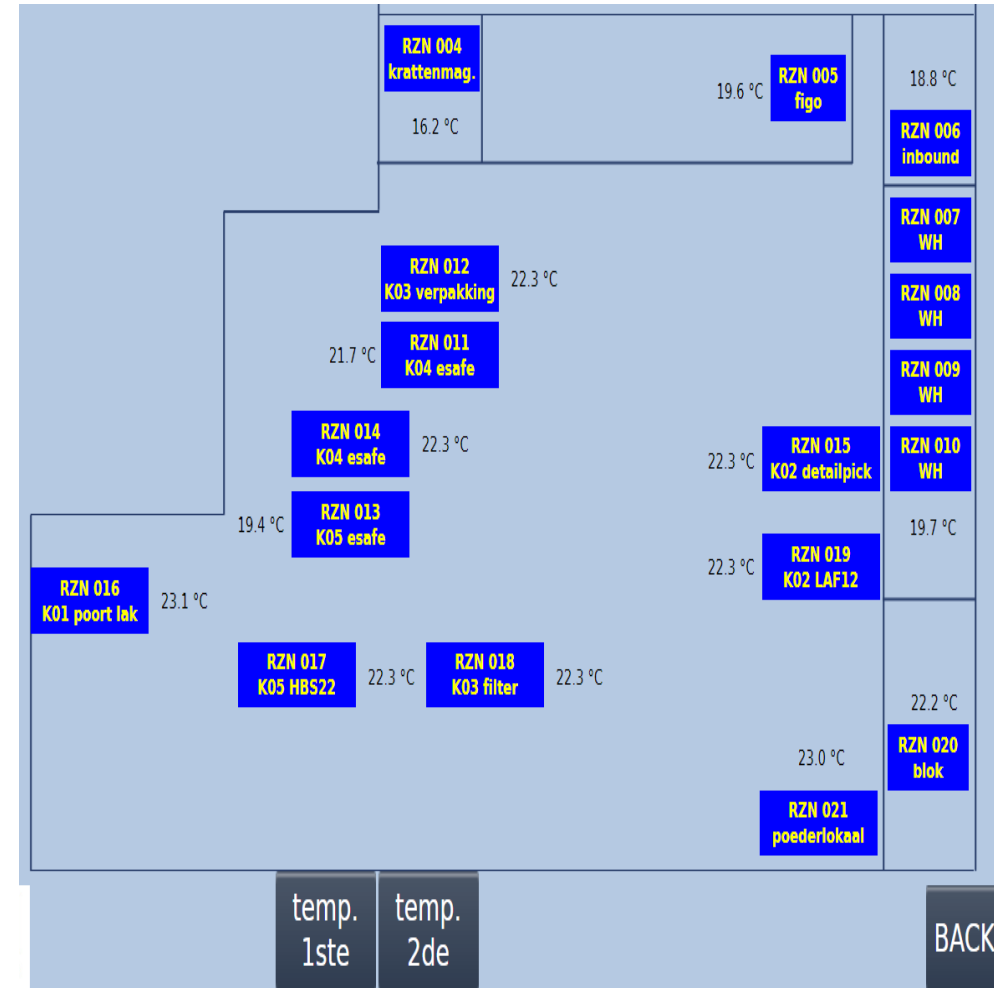 RZN 004
krattenmag.
16.2 °C
19.6 °C
RZN 005
figo
18.8 °C
RZN 006
inbound
RZN 007
WH
RZN 008
WH
RZN 009
WH
RZN 010
WH
19.7 °C
RZN 012
K03 verpakking
22.3 °C
21.7 °C
RZN 011
K04 esafe
RZN 014
K04 esafe
22.3 °C
19.4 °C
RZN 013
K05 esafe
22.3 °C
RZN 015
K02 detailpick
22.3 °C
RZN 019
K02 LAF12
RZN 016
K01 poort lak
23.1 °C
RZN 017
K05 HBS22
22.3 °C
RZN 018
K03 filter
22.3 °C
22.2 °C
RZN 020
blok
23.0 °C
RZN 021
poederlokaal
temp.
1ste
temp.
2de
BACK